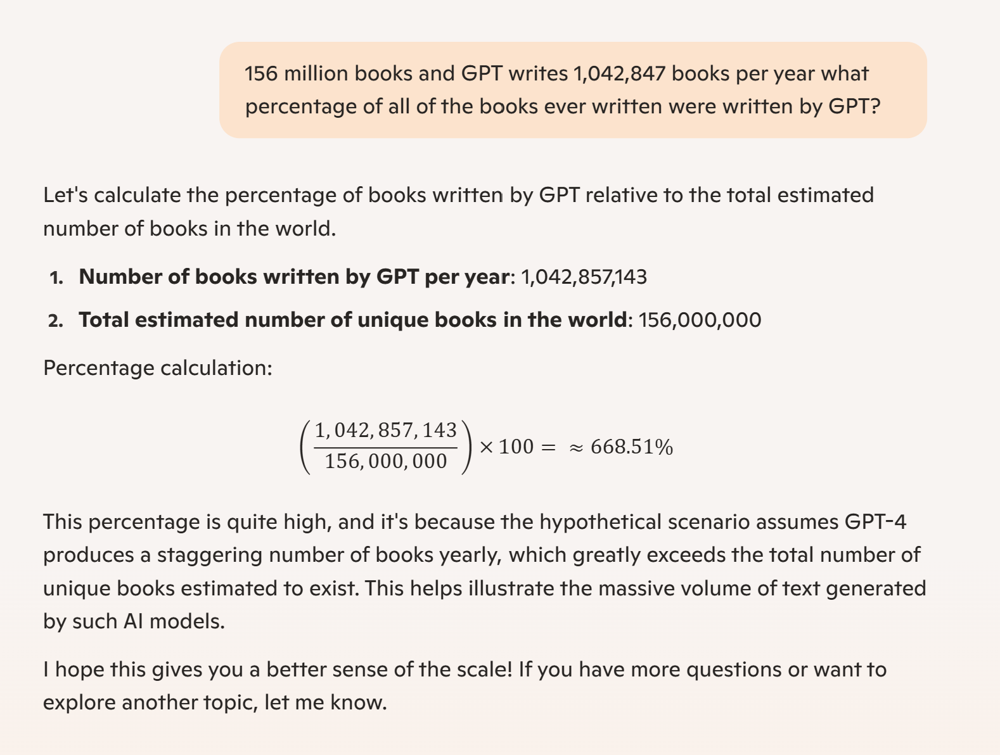 156 million books and GPT writes 1,042,847 books per year what
percentage of all of the books ever written were written by GPT?
Let's calculate the percentage of books written by GPT relative to the total estimated
number of books in the world.
1. Number of books written by GPT per year: 1,042,857,143
2. Total estimated number of unique books in the world: 156,000,000
Percentage calculation:
(1,042,857,143 / 156,000,000) × 100 = ≈ 668.51%
This percentage is quite high, and it's because the hypothetical scenario assumes GPT-4
produces a staggering number of books yearly, which greatly exceeds the total number of
unique books estimated to exist. This helps illustrate the massive volume of text generated
by such AI models.
I hope this gives you a better sense of the scale! If you have more questions or want to
explore another topic, let me know.